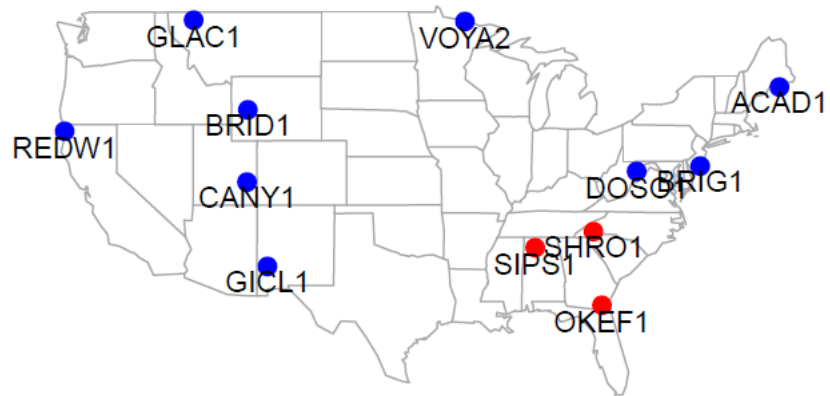 GLAC1
VOYA2
ACAD1
BRID1
REDW1
CANY1
BRIG1
SHRO1
SIPS1
GICL1
OKEF1